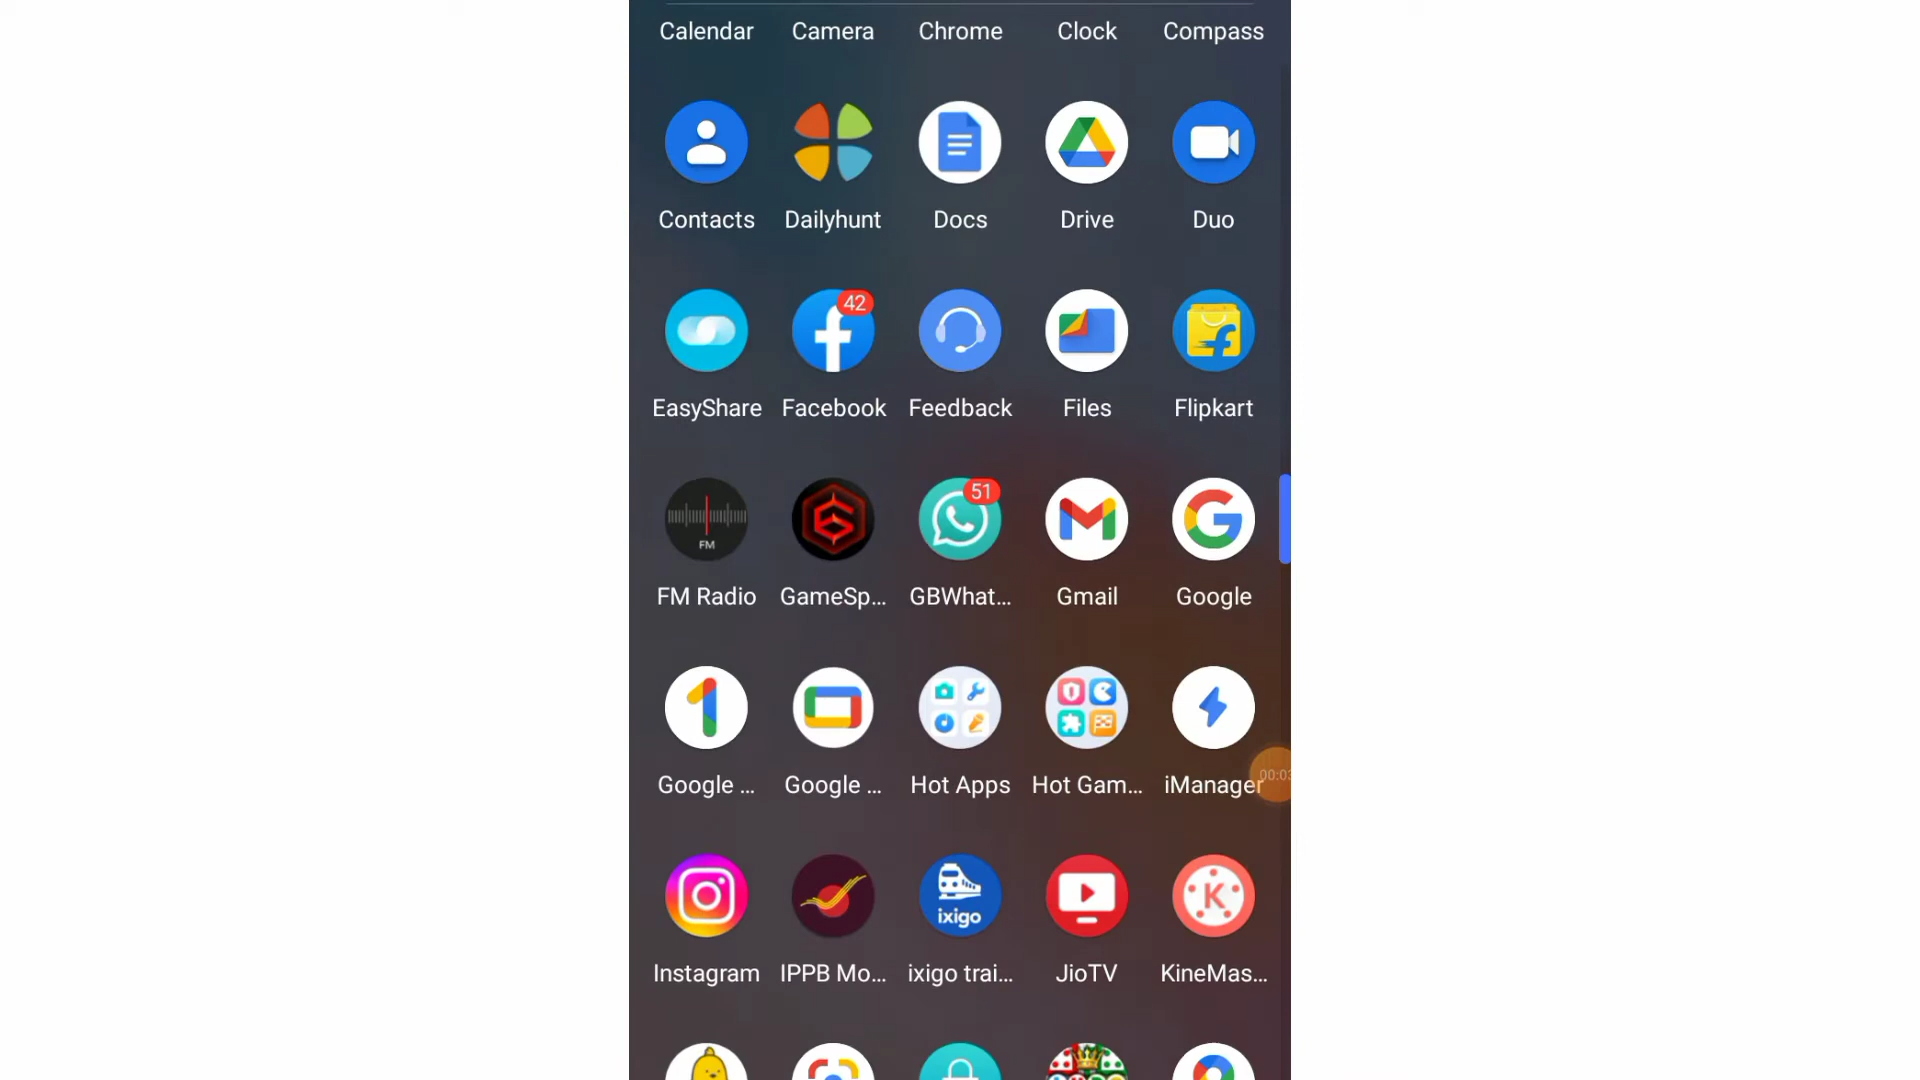 Calendar Camera Chrome Clock Compass
Contacts Dailyhunt Docs Drive Duo
42
EasyShare Facebook Feedback Files Flipkart
FM
51
FM Radio GameSp... GBWhat... Gmail Google
Google ... Google ... Hot Apps Hot Gam... iManager
00:03
ixigo
Instagram IPPB Mo... ixigo trai... JioTV KineMas...